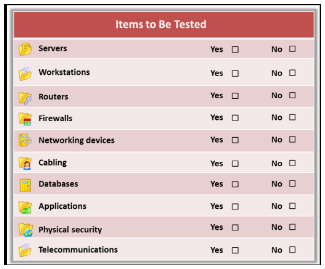 Items to Be Tested
Servers Yes ☐ No ☐
Workstations Yes ☐ No ☐
Routers Yes ☐ No ☐
Firewalls Yes ☐ No ☐
Networking devices Yes ☐ No ☐
Cabling Yes ☐ No ☐
Databases Yes ☐ No ☐
Applications Yes ☐ No ☐
Physical security Yes ☐ No ☐
Telecommunications Yes ☐ No ☐